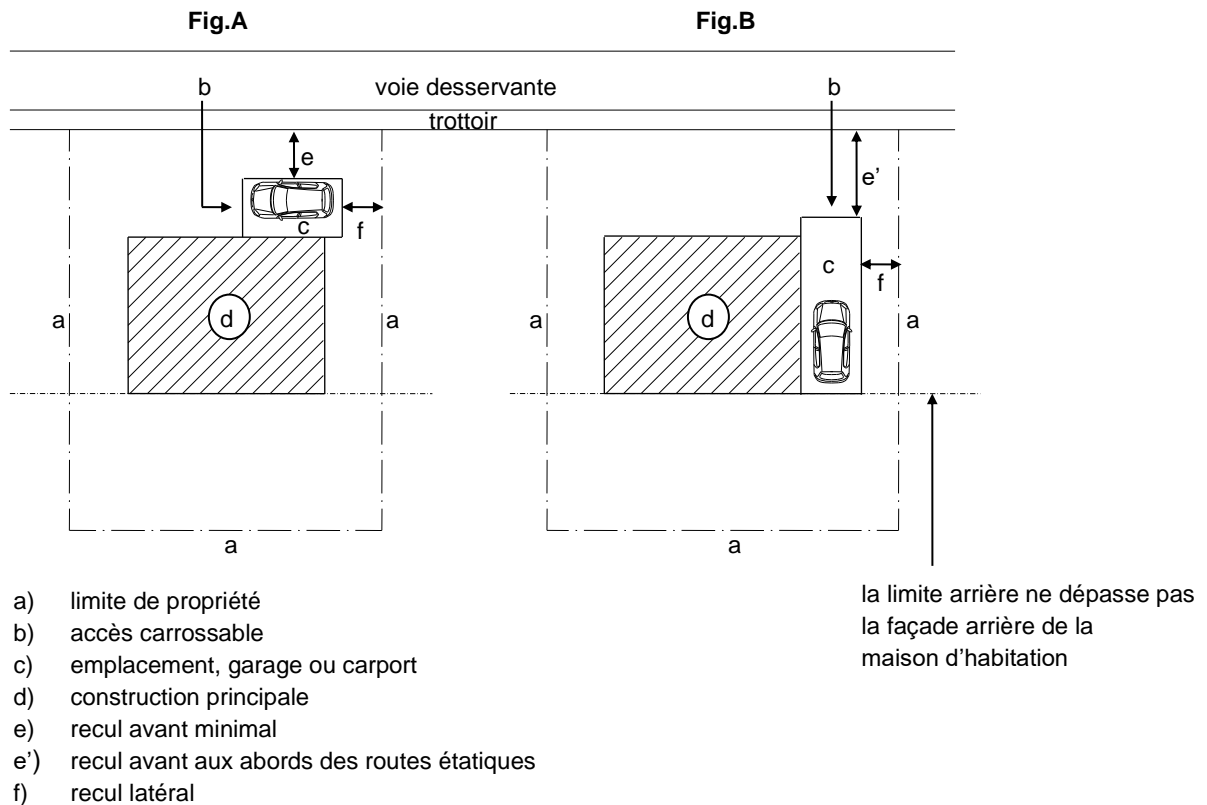 Fig.A
Fig.B
b
voie desservante
b
trottoir
e
e’
c
f
c
f
a
d
a
a
d
a
a
a
la limite arrière ne dépasse pas
la façade arrière de la
maison d’habitation
a) limite de propriété
b) accès carrossable
c) emplacement, garage ou carport
d) construction principale
e) recul avant minimal
e’) recul avant aux abords des routes étatiques
f) recul latéral